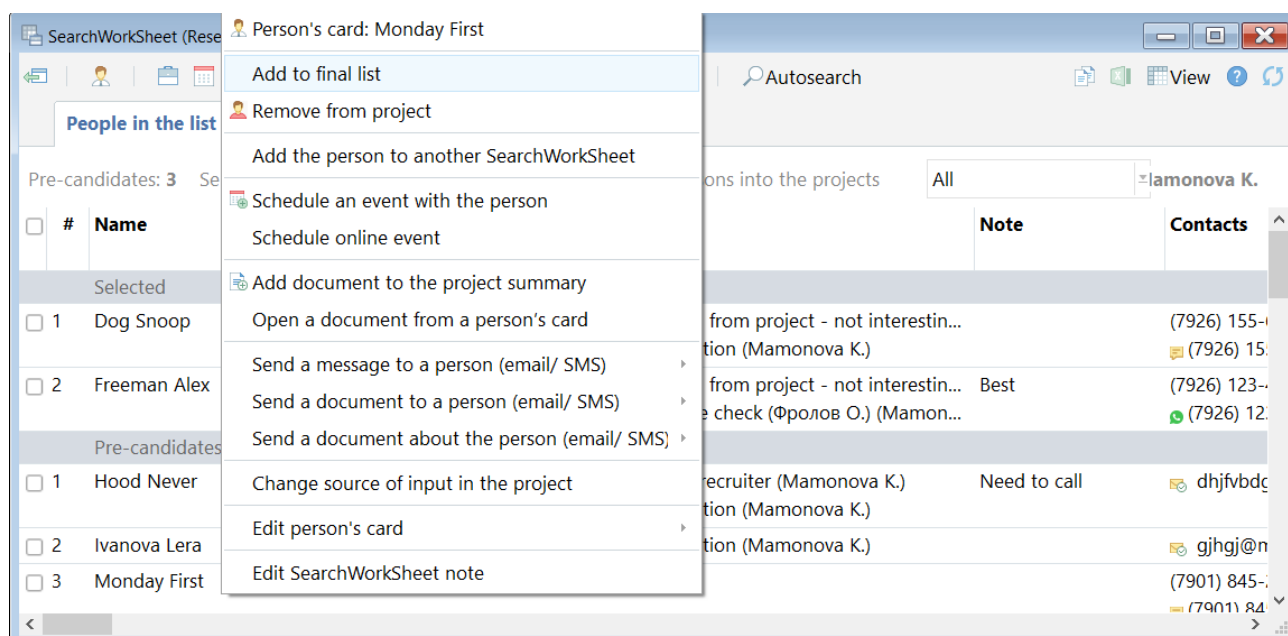 SearchWorkSheet (Rese
Person's card: Monday First
Add to final list
Autosearch
View
Remove from project
People in the list
Add the person to another SearchWorkSheet
Pre-candidates: 3 Se
ons into the projects
All
amonova K.
Schedule an event with the person
# Name
Note
Contacts
Schedule online event
Selected
Add document to the project summary
1 Dog Snoop
Open a document from a person's card
from project - not interestin...
(7926) 155-
tion (Mamonova K.)
(7926) 15
Send a message to a person (email/ SMS)
2 Freeman Alex
from project - not interestin...
Best
(7926) 123-
Send a document to a person (email/ SMS)
e check (Фролов О.) (Mamon...
(7926) 12
Send a document about the person (email/ SMS)
Pre-candidates
1 Hood Never
Change source of input in the project
recruiter (Mamonova K.)
Need to call
dhjfvbdg
tion (Mamonova K.)
Edit person's card
2 Ivanova Lera
tion (Mamonova K.)
gjhgj@m
Edit SearchWorkSheet note
3 Monday First
(7901) 845-
(7901) 84